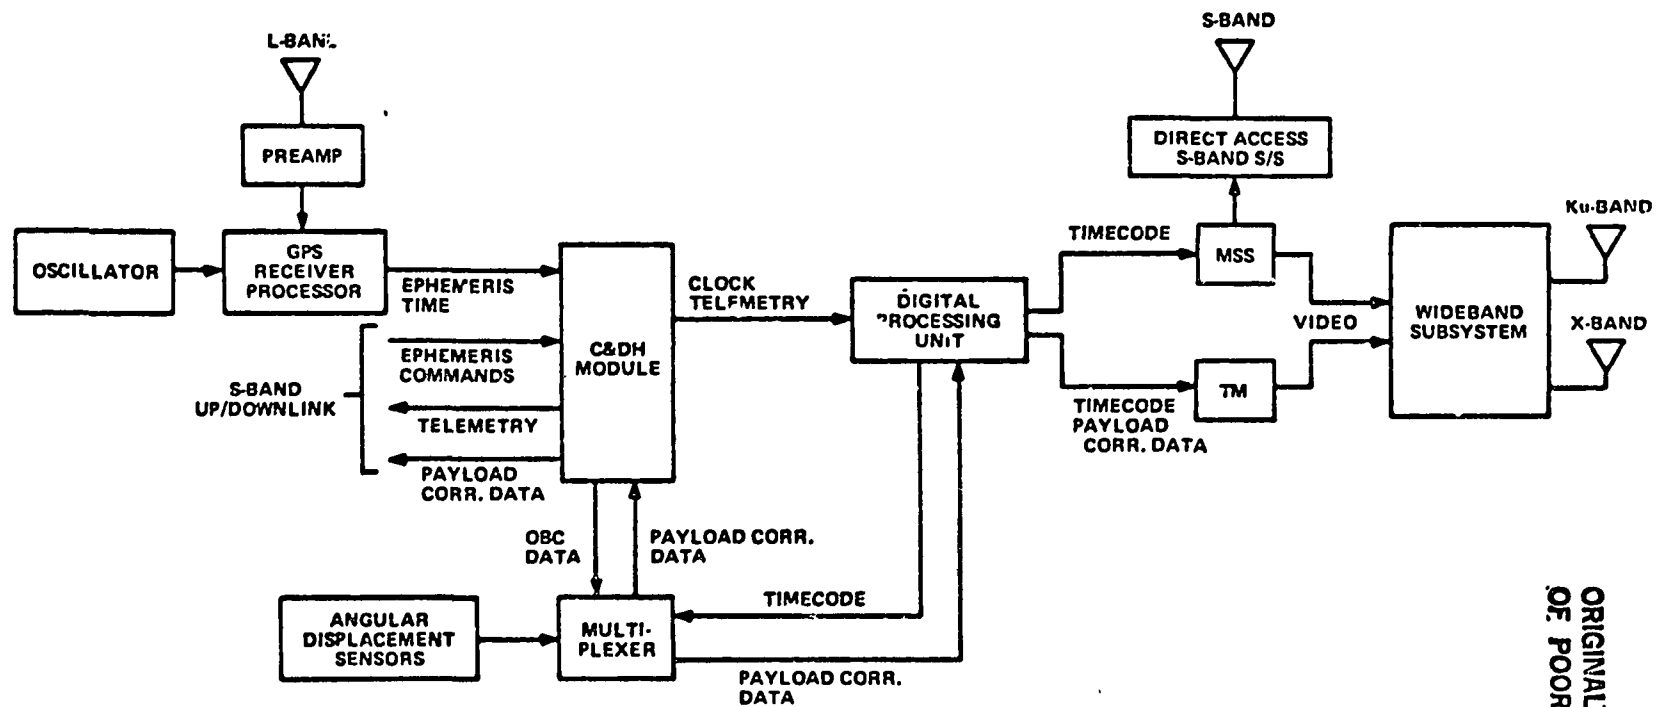 S-BAND
L-BAN
DIRECT ACCESS
S-BAND S/S
PREAMP
Ku-BAND
OSCILLATOR
GPS
RECEIVER
PROCESSOR
EPHEMERIS
TIME
TIMECODE
MSS
CLOCK
TELEMETRY
DIGITAL
PROCESSING
UNIT
VIDEO
WIDEBAND
SUBSYSTEM
X-BAND
C&DH
MODULE
EPHEMERIS
COMMANDS
S-BAND
UP/DOWNLINK
TELEMETRY
PAYLOAD
CORR. DATA
TM
TIMECODE
PAYLOAD
CORR. DATA
OBC
DATA
PAYLOAD CORR.
DATA
TIMECODE
ANGULAR
DISPLACEMENT
SENSORS
MULTI-
PLEXER
PAYLOAD CORR.
DATA
ORIGINAL
OF POOR